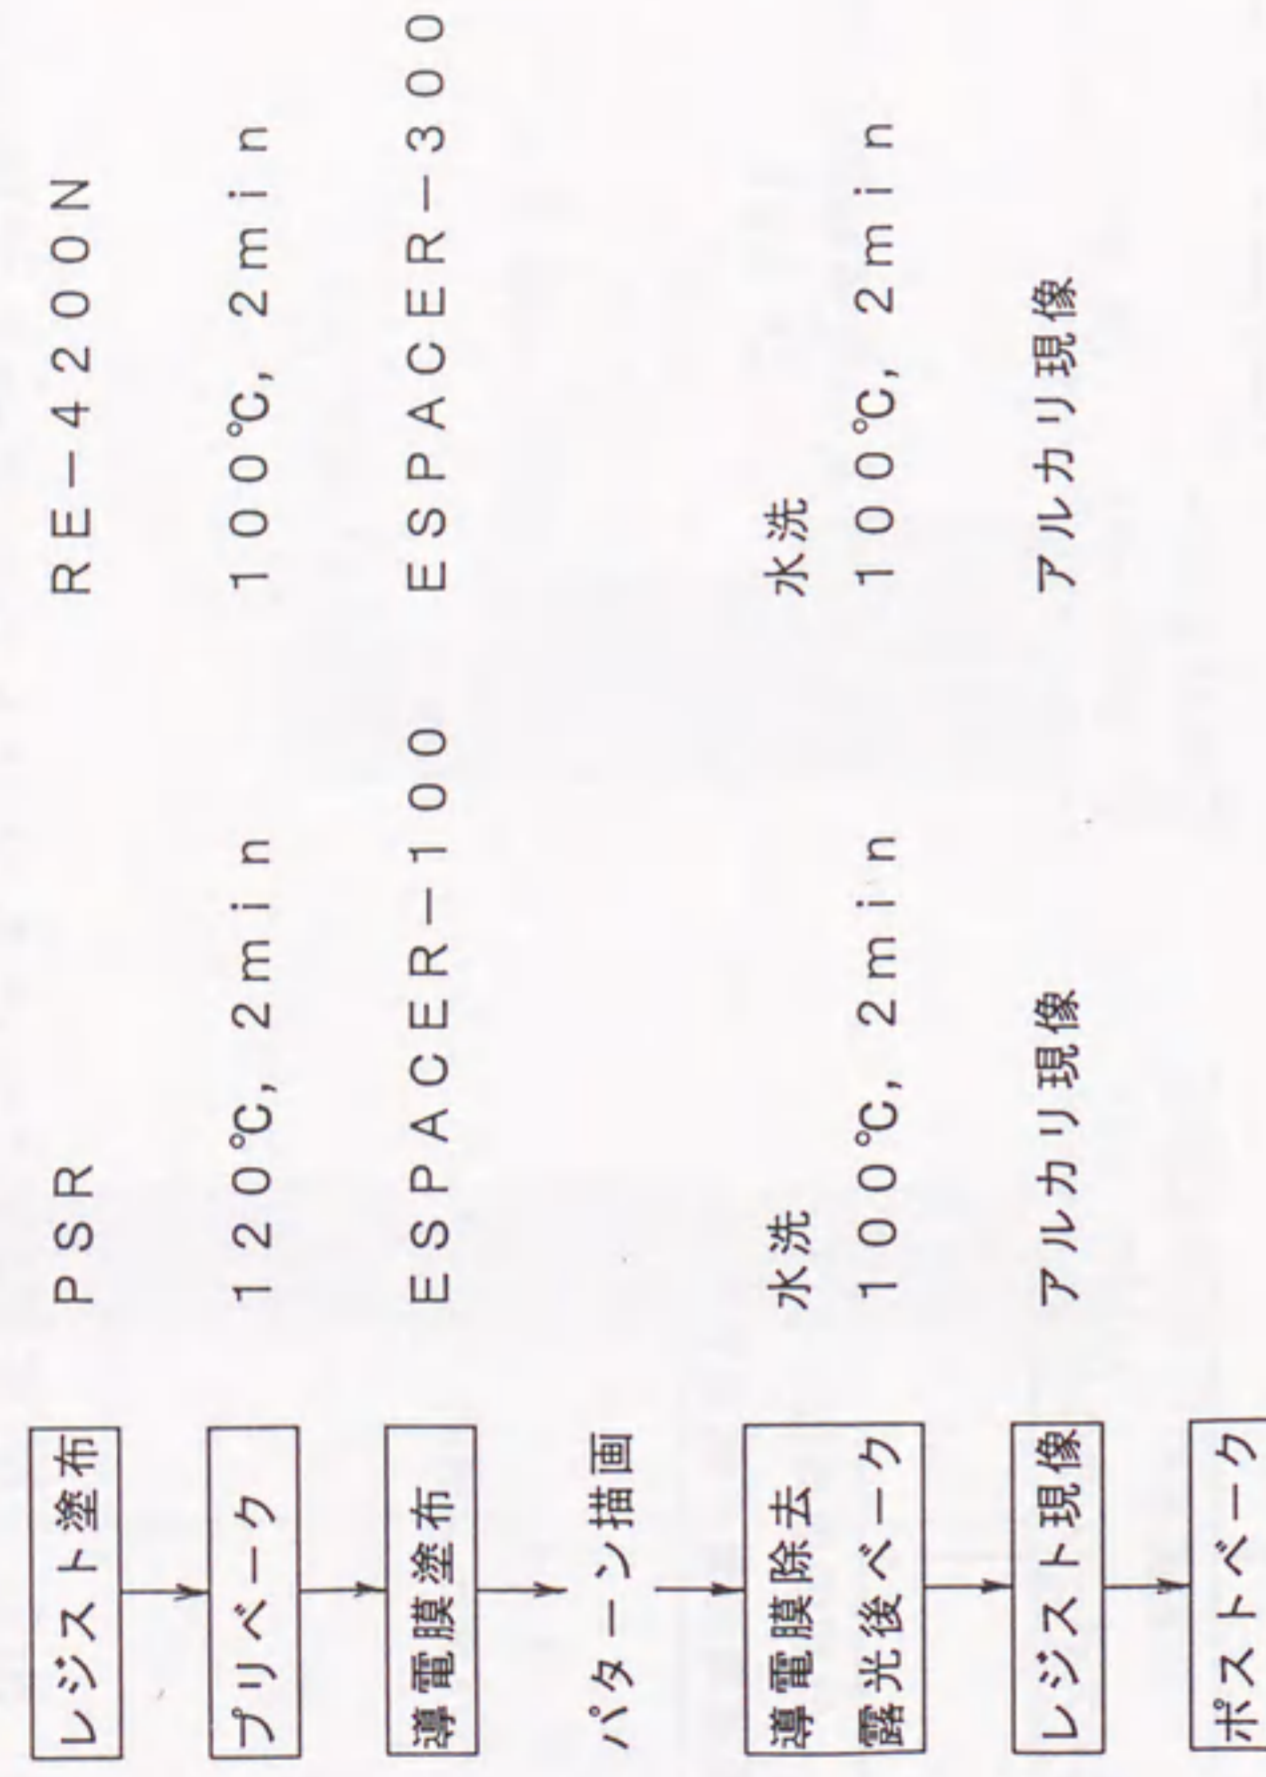 レジスト塗布 PSR RE-4200N
プリベーク 120℃, 2min 100℃, 2min
導電膜塗布 ESPACER-100 ESPACER-300
パターン描画
導電膜除去 水洗 水洗
露光後ベーク 100℃, 2min 100℃, 2min
レジスト現像 アルカリ現像 アルカリ現像
ポストベーク